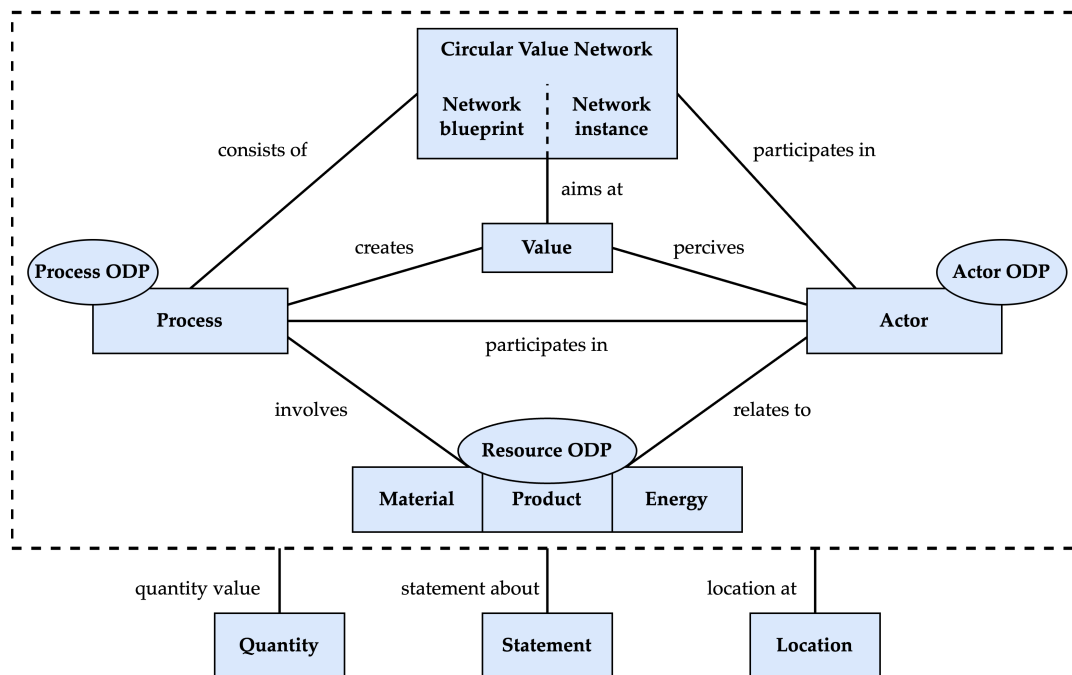 Circular Value Network
Network
blueprint
Network
instance
consists of
participates in
aims at
creates
Value
percives
Process ODP
Actor ODP
Process
Actor
participates in
involves
relates to
Resource ODP
Material
Product
Energy
quantity value
statement about
location at
Quantity
Statement
Location